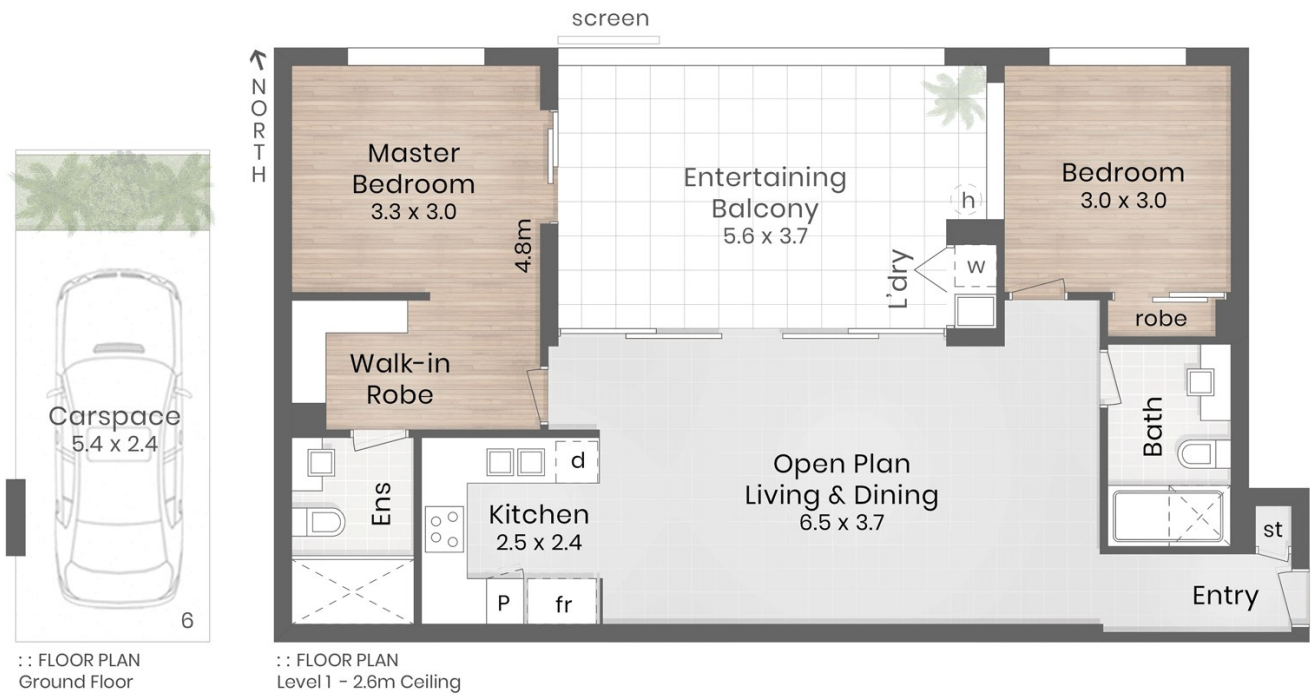 screen
NORTH
Master
Bedroom
3.3 x 3.0
4.8m
Entertaining
Balcony
5.6 x 3.7
h
L'dry
w
Bedroom
3.0 x 3.0
robe
Walk-in
Robe
Carspace
5.4 x 2.4
6
Ens
d
Kitchen
2.5 x 2.4
P
fr
Open Plan
Living & Dining
6.5 x 3.7
Bath
st
Entry
:: FLOOR PLAN
Ground Floor
:: FLOOR PLAN
Level 1 - 2.6m Ceiling